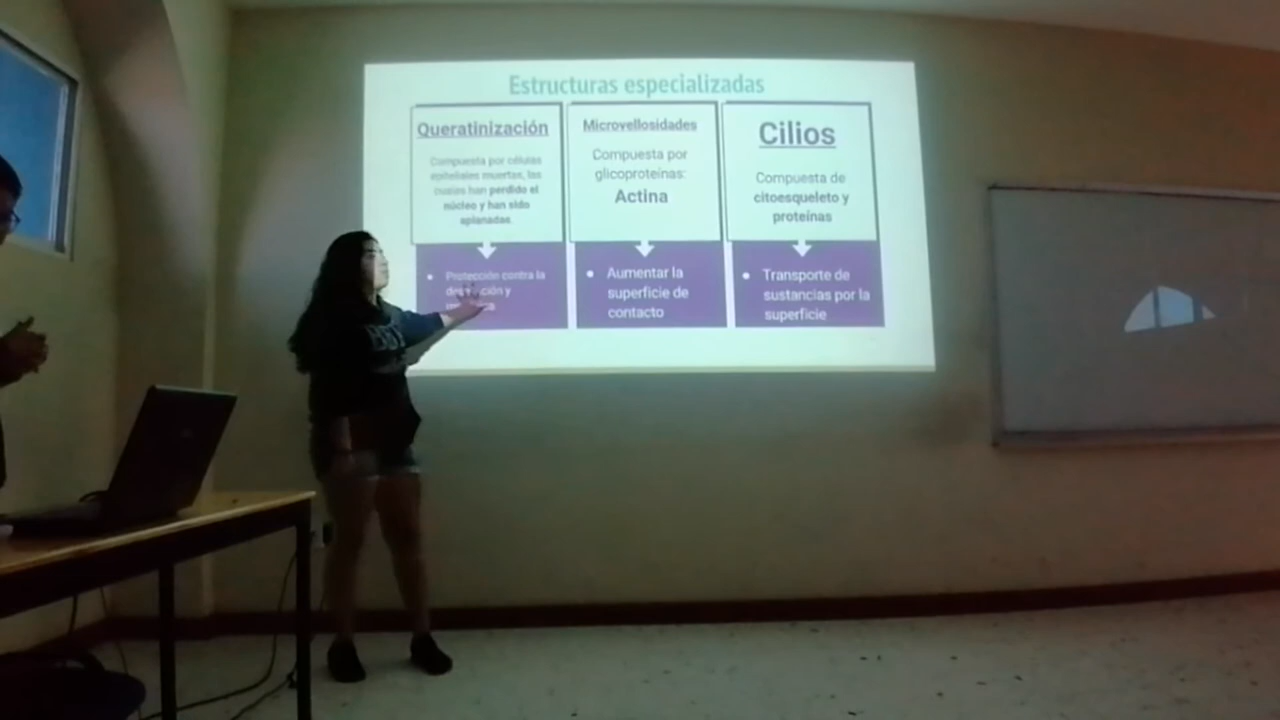 Estructuras especializadas
Queratinización
Compuesta por células
epiteliales muertas, las
cuales han perdido el
núcleo y han sido
aplanadas.
Protección contra la
y
Microvellosidades
Compuesta por
glicoproteínas:
Actina
Aumentar la
superficie de
contacto
Cilios
Compuesta de
citoesqueleto y
proteínas
Transporte de
sustancias por la
superficie